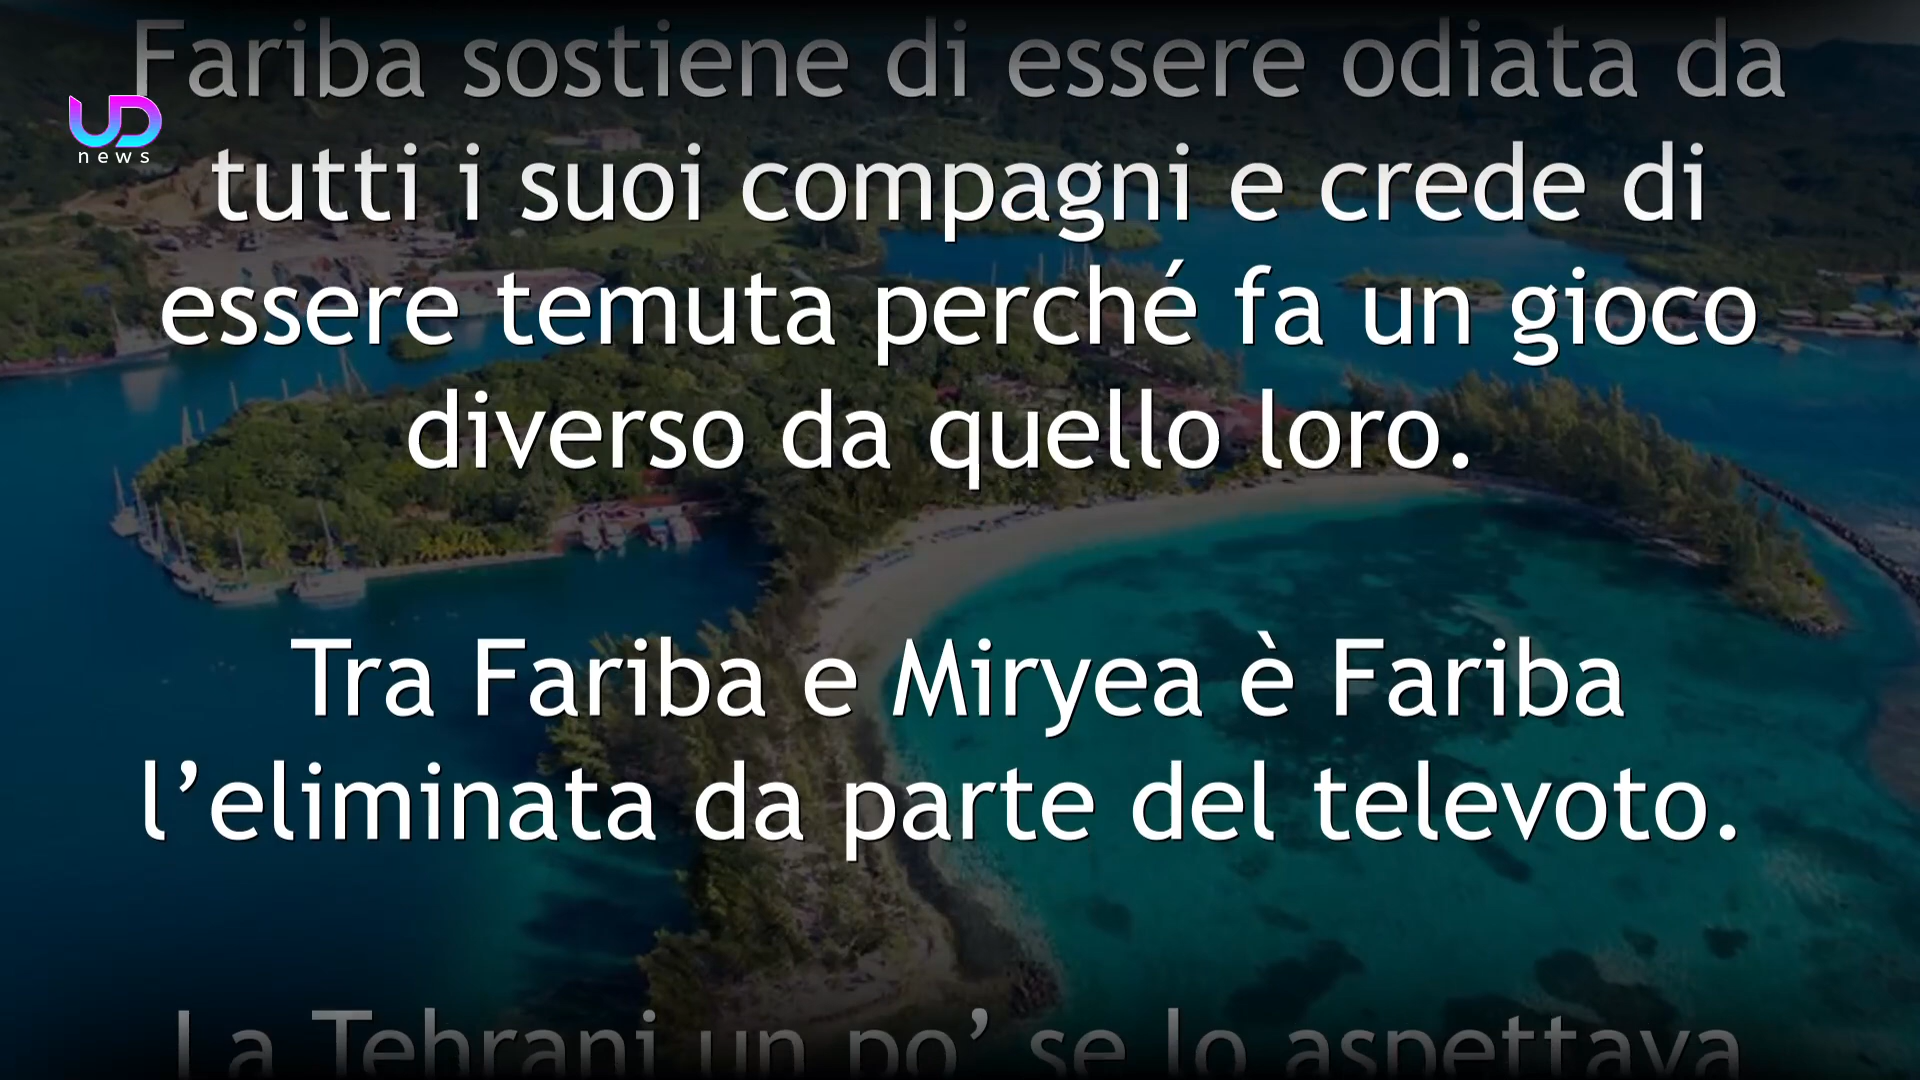 Fariba sostiene di essere odiata da
UD
news
tutti i suoi compagni e crede di
essere temuta perché fa un gioco
diverso da quello loro.
Tra Fariba e Miryea è Fariba
l’eliminata da parte del televoto.
La Tehrani un po’ se lo aspettava